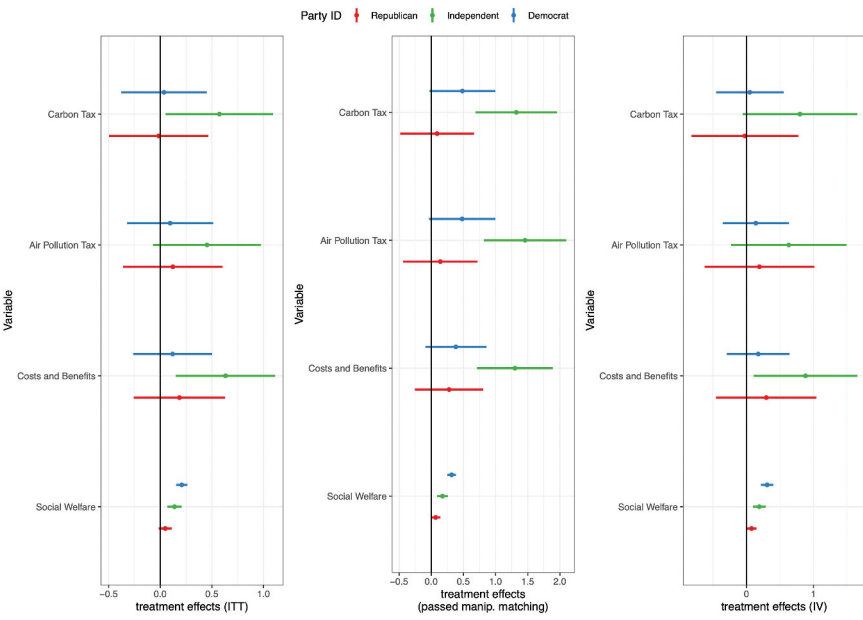 Party ID Republican Independent Democrat
Variable
Carbon Tax
Air Pollution Tax
Costs and Benefits
Social Welfare
−0.5 0.0 0.5 1.0
treatment effects (ITT)
Variable
Carbon Tax
Air Pollution Tax
Costs and Benefits
Social Welfare
−0.5 0.0 0.5 1.0 1.5 2.0
treatment effects
(passed manip. matching)
Variable
Carbon Tax
Air Pollution Tax
Costs and Benefits
Social Welfare
0 1
treatment effects (IV)